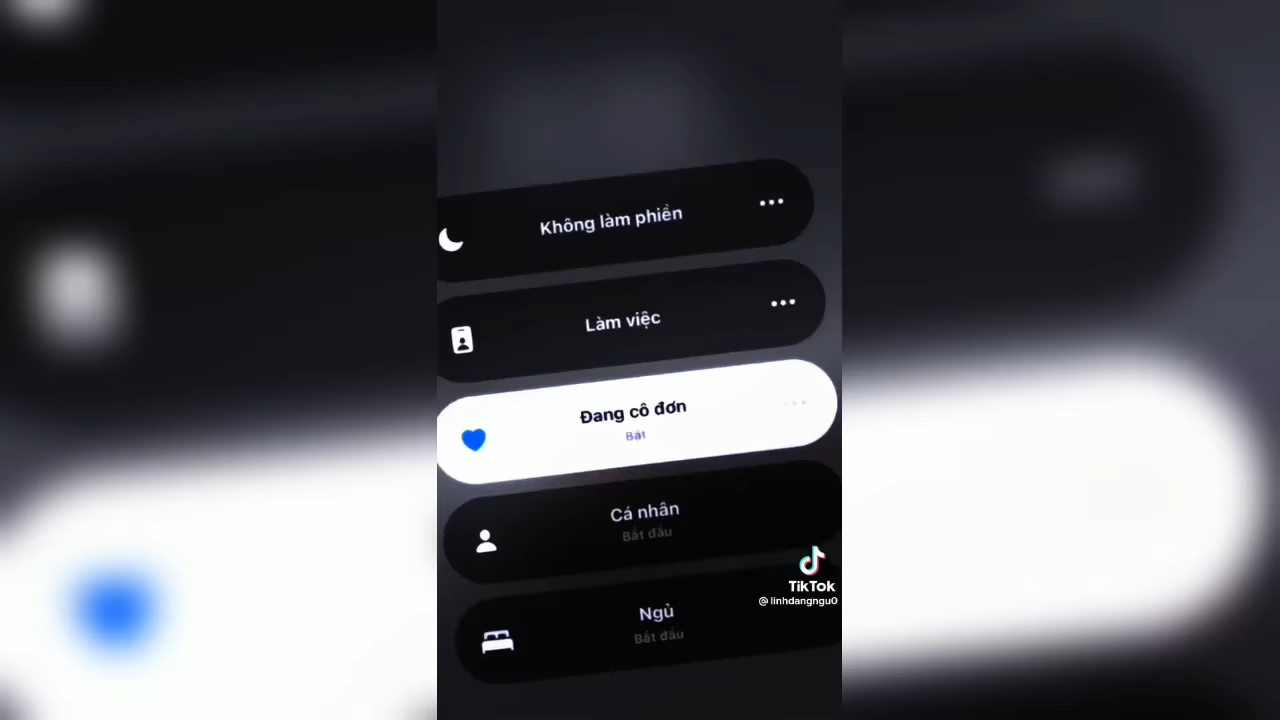 Không làm phiền
Làm việc
Đang cô đơn
Bật
Cá nhân
Bắt đầu
Ngủ
Bắt đầu
TikTok
@linhdangngu0